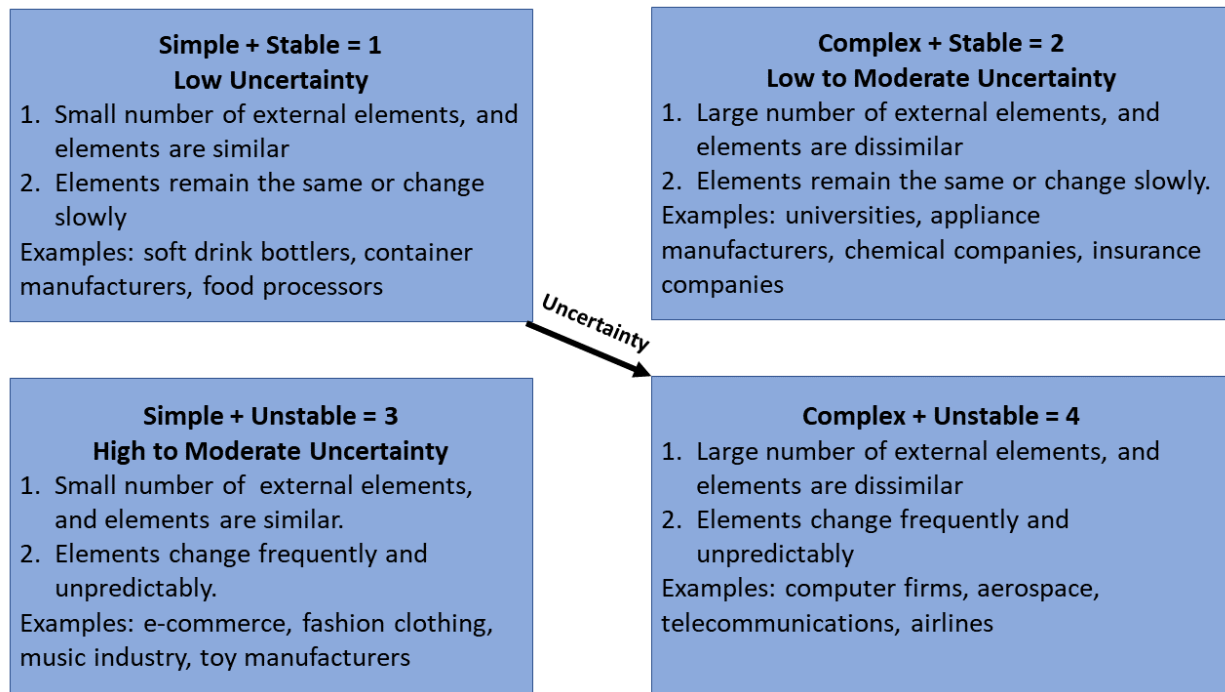 Simple + Stable = 1
Low Uncertainty
1. Small number of external elements, and
elements are similar
2. Elements remain the same or change
slowly
Examples: soft drink bottlers, container
manufacturers, food processors
Complex + Stable = 2
Low to Moderate Uncertainty
1. Large number of external elements, and
elements are dissimilar
2. Elements remain the same or change slowly.
Examples: universities, appliance
manufacturers, chemical companies, insurance
companies
Uncertainty
Simple + Unstable = 3
High to Moderate Uncertainty
1. Small number of external elements,
and elements are similar.
2. Elements change frequently and
unpredictably.
Examples: e-commerce, fashion clothing,
music industry, toy manufacturers
Complex + Unstable = 4
1. Large number of external elements, and
elements are dissimilar
2. Elements change frequently and
unpredictably
Examples: computer firms, aerospace,
telecommunications, airlines